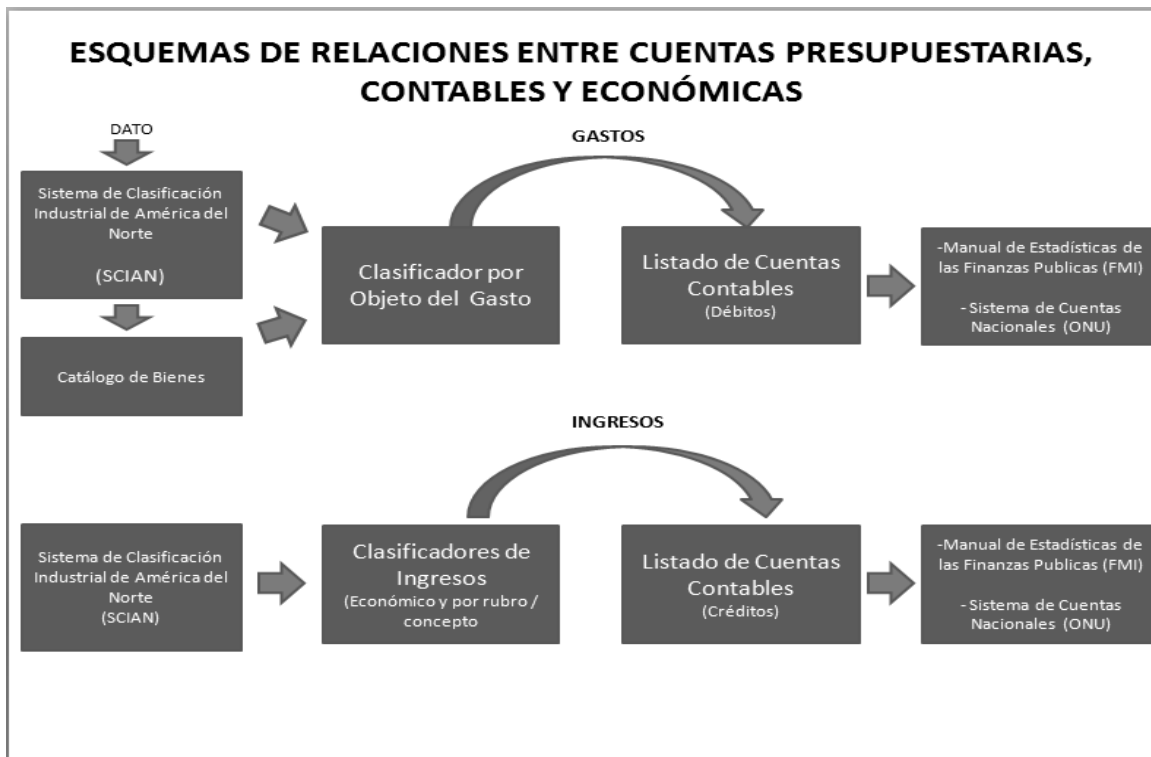 ESQUEMAS DE RELACIONES ENTRE CUENTAS PRESUPUESTARIAS,
CONTABLES Y ECONÓMICAS
DATO
GASTOS
Sistema de Clasificación
Industrial de América del
Norte
(SCIAN)
Catálogo de Bienes
Clasificador por
Objeto del Gasto
Listado de Cuentas
Contables
(Débitos)
-Manual de Estadísticas de
las Finanzas Publicas (FMI)
- Sistema de Cuentas
Nacionales (ONU)
INGRESOS
Sistema de Clasificación
Industrial de América del
Norte
(SCIAN)
Clasificadores de
Ingresos
(Económico y por rubro /
concepto
Listado de Cuentas
Contables
(Créditos)
-Manual de Estadísticas de
las Finanzas Publicas (FMI)
- Sistema de Cuentas
Nacionales (ONU)